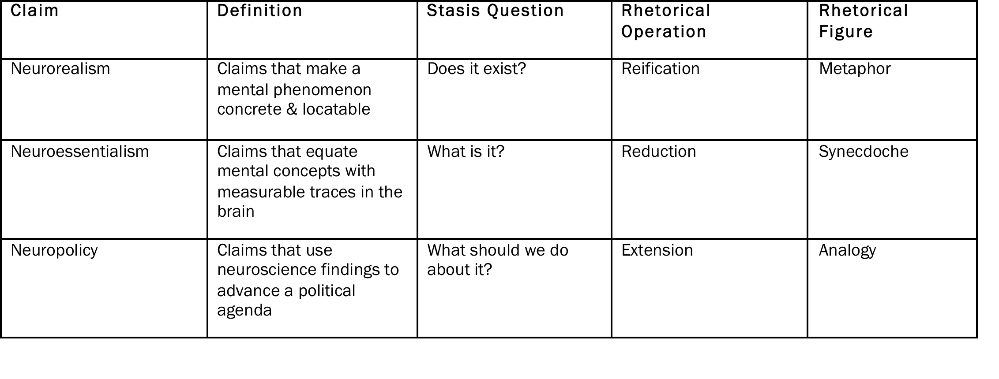 Claim
Definition
Stasis Question
Rhetorical
Operation
Rhetorical
Figure
Neurorealism
Claims that make a
mental phenomenon
concrete & locatable
Does it exist?
Reification
Metaphor
Neuroessentialism
Claims that equate
mental concepts with
measurable traces in the
brain
What is it?
Reduction
Synecdoche
Neuropolicy
Claims that use
neuroscience findings to
advance a political
agenda
What should we do
about it?
Extension
Analogy